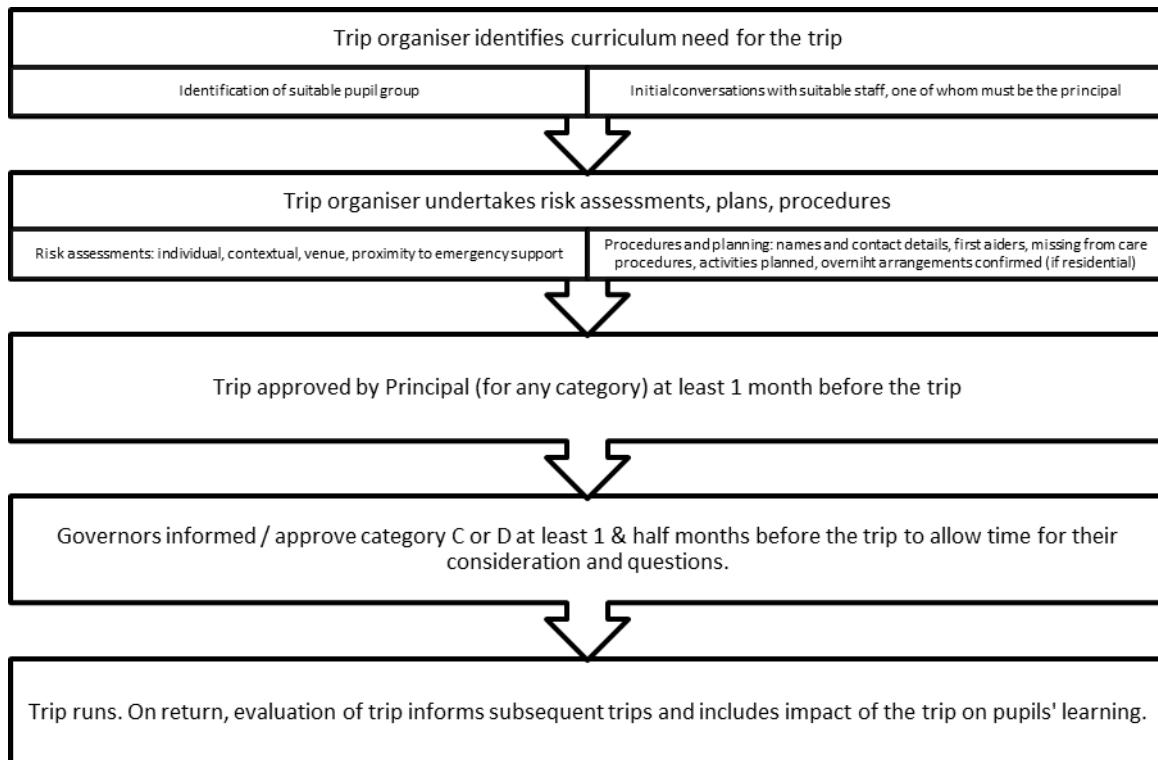 Trip organiser identifies curriculum need for the trip
Identification of suitable pupil group
Initial conversations with suitable staff, one of whom must be the principal
Trip organiser undertakes risk assessments, plans, procedures
Risk assessments: individual, contextual, venue, proximity to emergency support
Procedures and planning: names and contact details, first aiders, missing from care
procedures, activities planned, overniht arrangements confirmed (if residential)
Trip approved by Principal (for any category) at least 1 month before the trip
Governors informed / approve category C or D at least 1 & half months before the trip to allow time for their
consideration and questions.
Trip runs. On return, evaluation of trip informs subsequent trips and includes impact of the trip on pupils' learning.